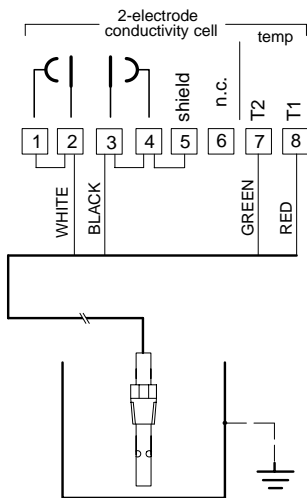 2-electrode
conductivity cell
temp
shield
n.c.
T2
T1
1 2 3 4 5 6 7 8
WHITE
BLACK
GREEN
RED